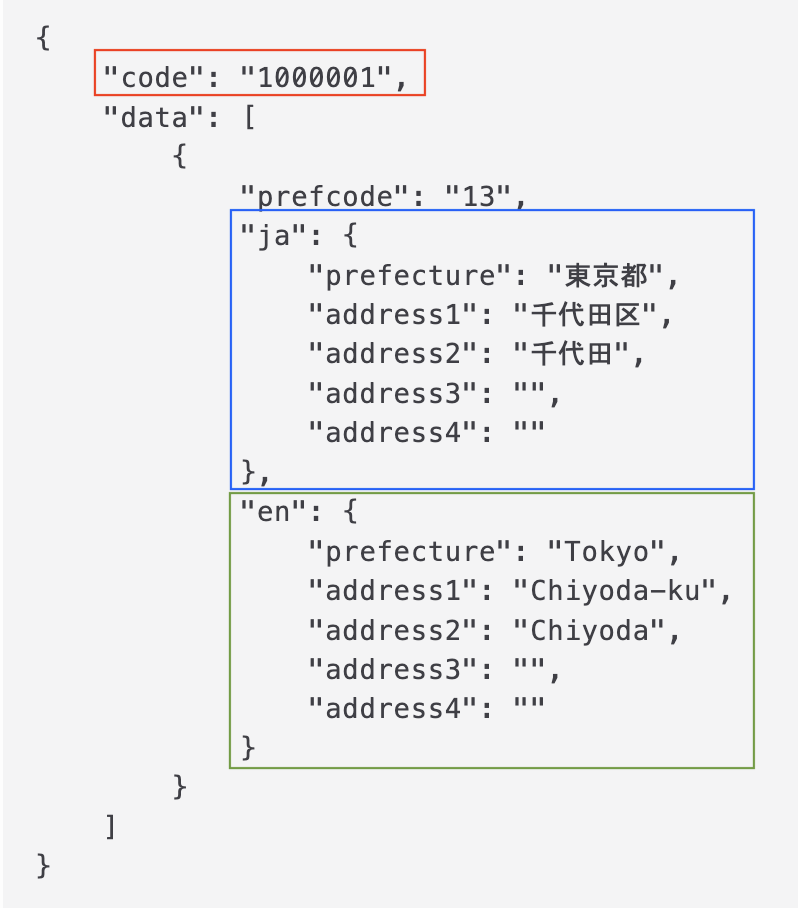 {
"code": "1000001",
"data": [
{
"prefcode": "13",
"ja": {
"prefecture": "東京都",
"address1": "千代田区",
"address2": "千代田",
"address3": "",
"address4": ""
},
"en": {
"prefecture": "Tokyo",
"address1": "Chiyoda-ku",
"address2": "Chiyoda",
"address3": "",
"address4": ""
}
}
]
}